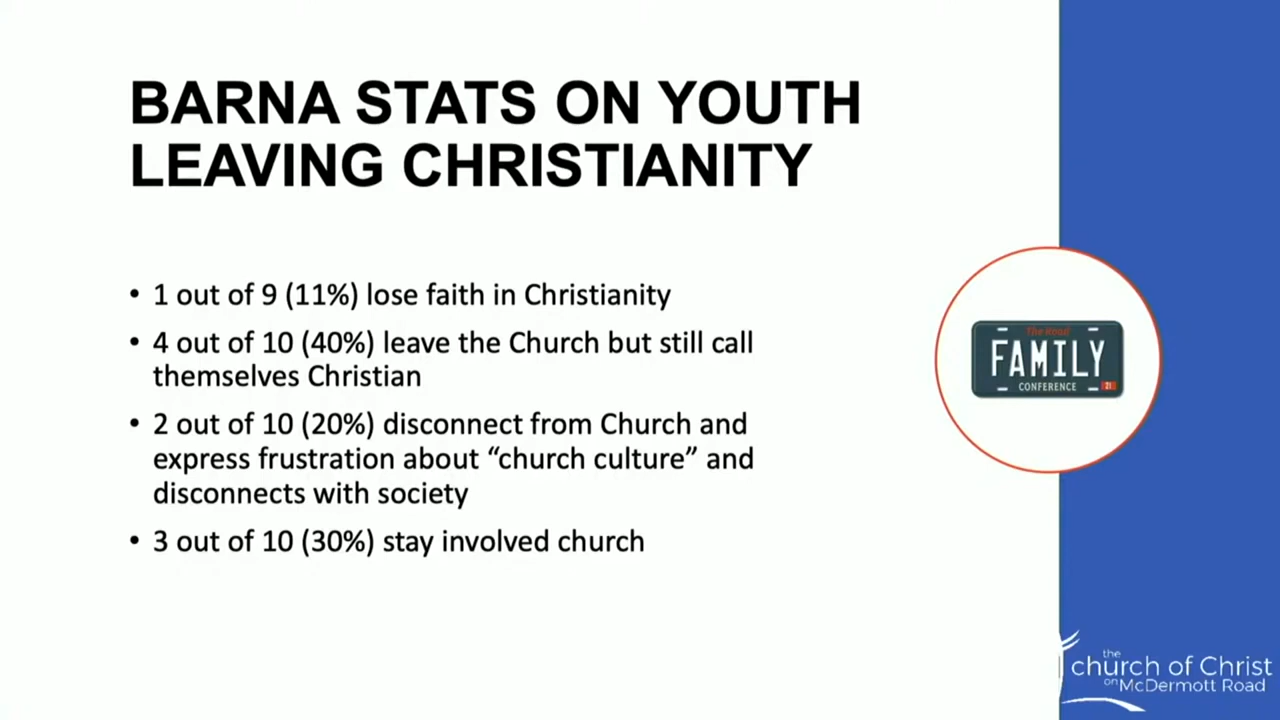 BARNA STATS ON YOUTH
LEAVING CHRISTIANITY
• 1 out of 9 (11%) lose faith in Christianity
• 4 out of 10 (40%) leave the Church but still call
themselves Christian
• 2 out of 10 (20%) disconnect from Church and
express frustration about “church culture” and
disconnects with society
• 3 out of 10 (30%) stay involved church
The Road
FAMILY
CONFERENCE
21
the
church of Christ
on McDermott Road